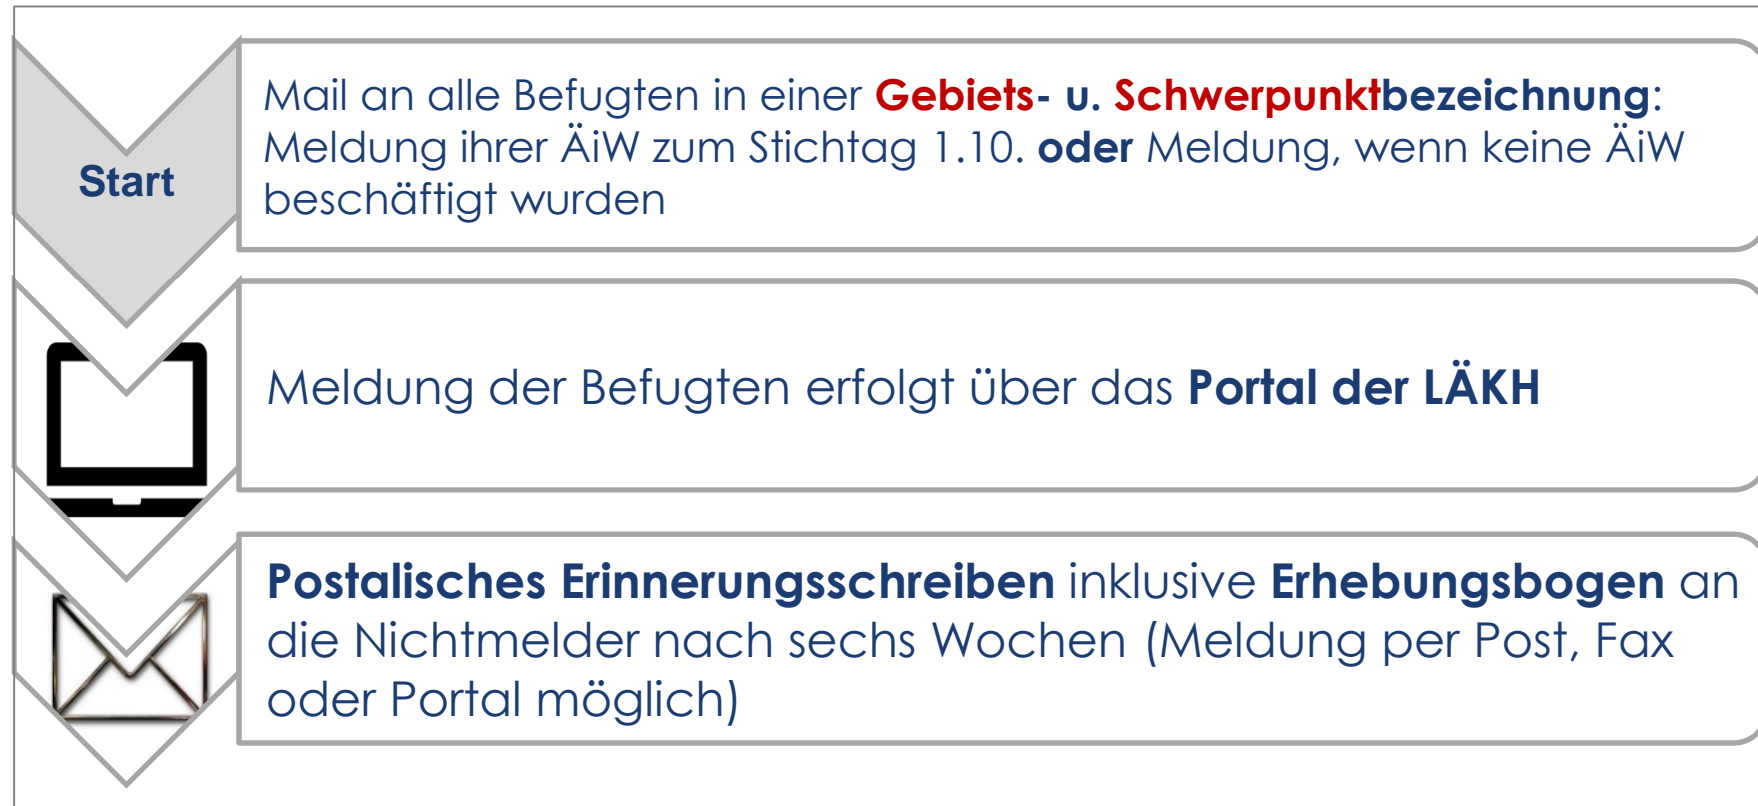 Start
Mail an alle Befugten in einer Gebiets- u. Schwerpunktbezeichnung:
Meldung ihrer ÄiW zum Stichtag 1.10. oder Meldung, wenn keine ÄiW
beschäftigt wurden
Meldung der Befugten erfolgt über das Portal der LÄKH
Postalisches Erinnerungsschreiben inklusive Erhebungsbogen an
die Nichtmelder nach sechs Wochen (Meldung per Post, Fax
oder Portal möglich)